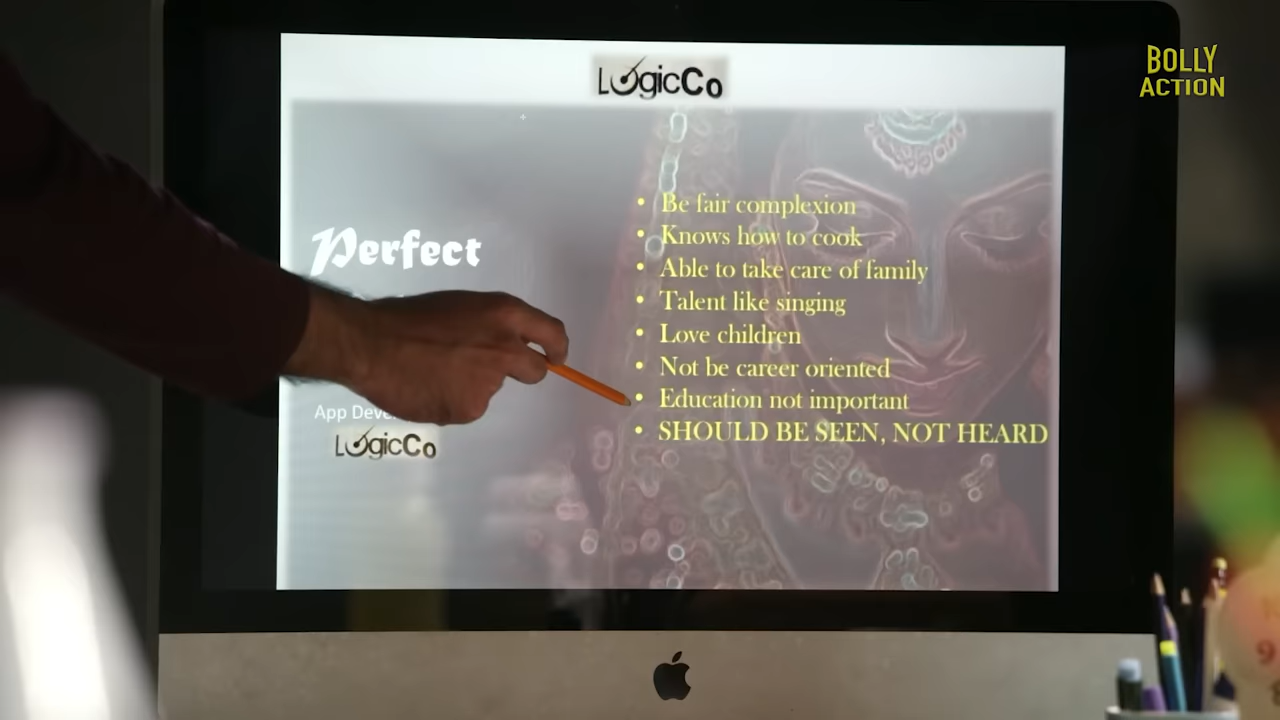 LogicCo
BOLLY
ACTION
Perfect
• Be fair complexion
• Knows how to cook
• Able to take care of family
• Talent like singing
• Love children
• Not be career oriented
• Education not important
• SHOULD BE SEEN, NOT HEARD
App
LogicCo